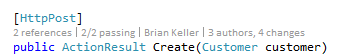 [HttpPost]
2 references | 2/2 passing | Brian Keller | 3 authors, 4 changes
public ActionResult Create(Customer customer)